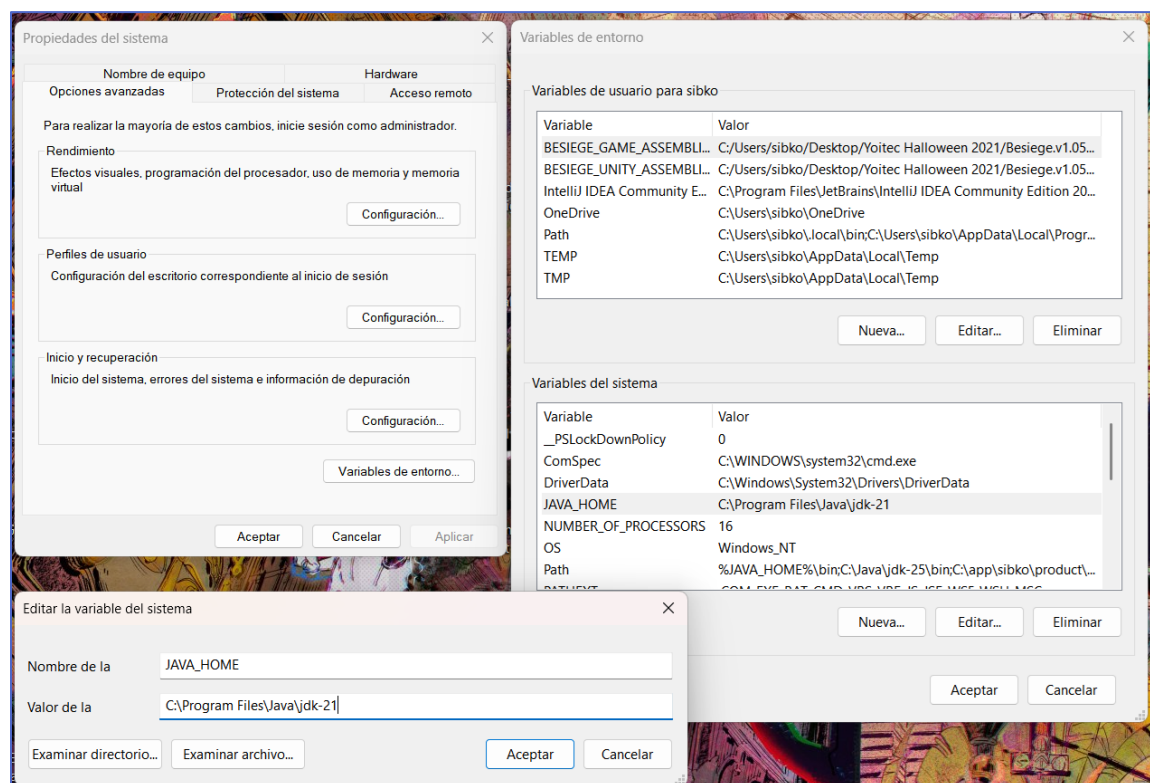 Propiedades del sistema
Nombre de equipo
Hardware
Opciones avanzadas
Protección del sistema
Acceso remoto
Para realizar la mayoría de estos cambios, inicie sesión como administrador.
Rendimiento
Efectos visuales, programación del procesador, uso de memoria y memoria
virtual
Configuración...
Perfiles de usuario
Configuración del escritorio correspondiente al inicio de sesión
Configuración...
Inicio y recuperación
Inicio del sistema, errores del sistema e información de depuración
Configuración...
Variables de entorno...
Aceptar
Cancelar
Aplicar
Variables de entorno
Variables de usuario para sibko
Variable Valor
BESIEGE_GAME_ASSEMBLI... C:/Users/sibko/Desktop/Yoitec Halloween 2021/Besiege.v1.05...
BESIEGE_UNITY_ASSEMBLI... C:/Users/sibko/Desktop/Yoitec Halloween 2021/Besiege.v1.05...
IntelliJ IDEA Community E... C:\Program Files\JetBrains\IntelliJ IDEA Community Edition 20...
OneDrive C:\Users\sibko\OneDrive
Path C:\Users\sibko\.local\bin;C:\Users\sibko\AppData\Local\Progr...
TEMP C:\Users\sibko\AppData\Local\Temp
TMP C:\Users\sibko\AppData\Local\Temp
Nueva...
Editar...
Eliminar
Variables del sistema
Variable Valor
__PSLockDownPolicy 0
ComSpec C:\WINDOWS\system32\cmd.exe
DriverData C:\Windows\System32\Drivers\DriverData
JAVA_HOME C:\Program Files\Java\jdk-21
NUMBER_OF_PROCESSORS 16
OS Windows_NT
Path %JAVA_HOME%\bin;C:\Java\jdk-25\bin;C:\app\sibko\product\...
Nueva...
Editar...
Eliminar
Aceptar
Cancelar
Editar la variable del sistema
Nombre de la JAVA_HOME
Valor de la C:\Program Files\Java\jdk-21
Examinar directorio...
Examinar archivo...
Aceptar
Cancelar